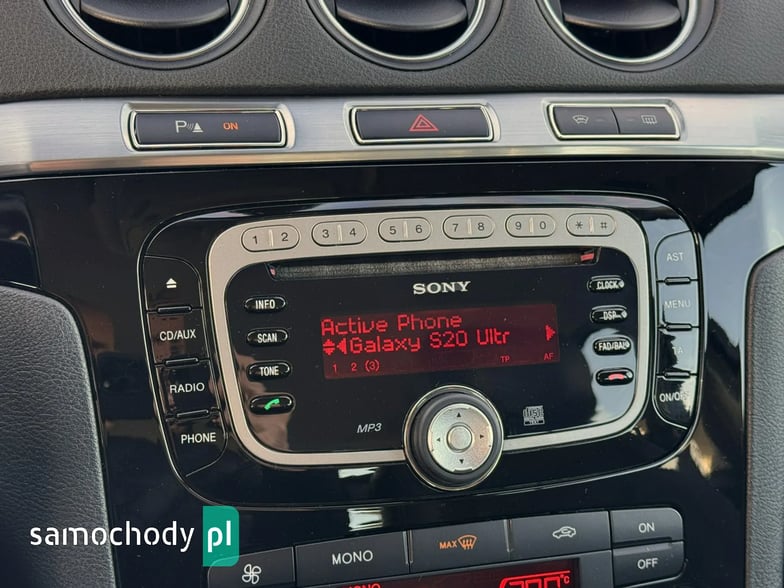 P ON
1 2 3 4 5 6 7 8 9 0 * #
SONY
AST
INFO
CLOCK
MENU
SCAN
DSP
CD/AUX
Active Phone
Galaxy S20 Ultr
TONE
FAD/BAL
TA
1 2 (3) TP AF
RADIO
ON/OFF
PHONE
MP3
samochody pl
MONO
MAX
ON
OFF
MONO